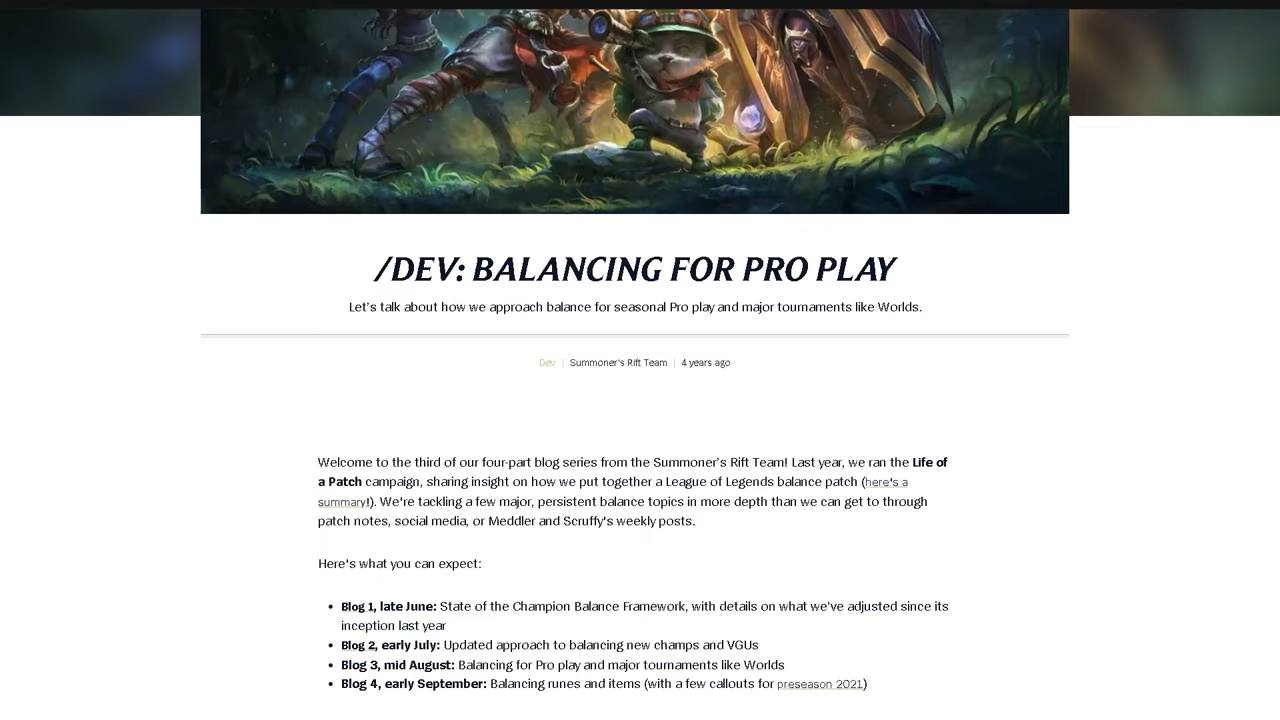 /DEV: BALANCING FOR PRO PLAY
Let's talk about how we approach balance for seasonal Pro play and major tournaments like Worlds.
Dev | Summoner's Rift Team | 4 years ago
Welcome to the third of our four-part blog series from the Summoner's Rift Team! Last year, we ran the Life of
a Patch campaign, sharing insight on how we put together a League of Legends balance patch (here's a
summary!). We're tackling a few major, persistent balance topics in more depth than we can get to through
patch notes, social media, or Meddler and Scruffy's weekly posts.
Here's what you can expect:
• Blog 1, late June: State of the Champion Balance Framework, with details on what we've adjusted since its
inception last year
• Blog 2, early July: Updated approach to balancing new champs and VGUs
• Blog 3, mid August: Balancing for Pro play and major tournaments like Worlds
• Blog 4, early September: Balancing runes and items (with a few callouts for preseason 2021)